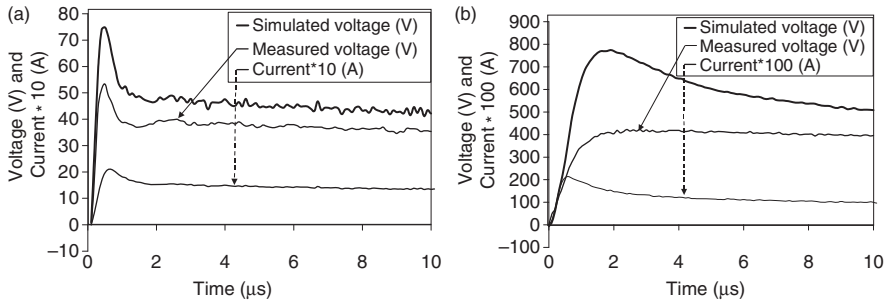 (a)
Voltage (V) and
Current * 10 (A)
80
70
60
50
40
30
20
10
0
−10
Simulated voltage (V)
Measured voltage (V)
Current*10 (A)
0 2 4 6 8 10
Time (μs)
(b)
Voltage (V) and
Current * 100 (A)
900
800
700
600
500
400
300
200
100
0
−100
Simulated voltage (V)
Measured voltage (V)
Current*100 (A)
0 2 4 6 8 10
Time (μs)